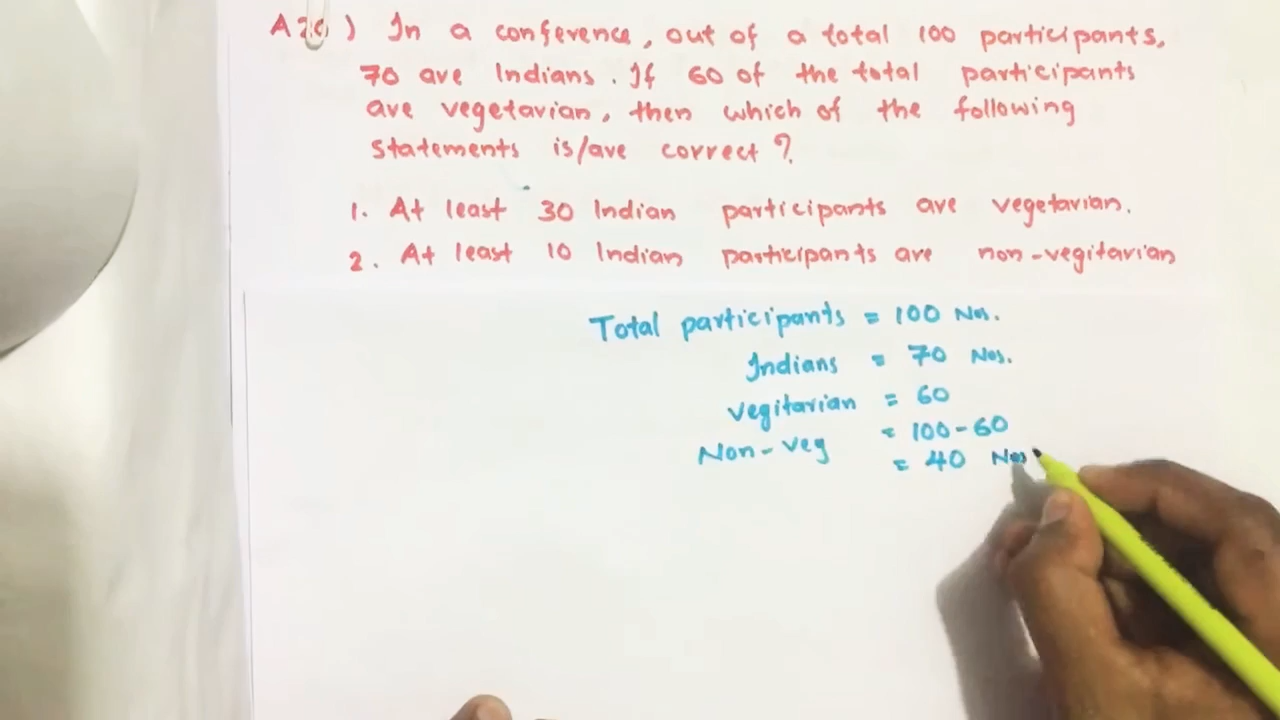 ) In a conference, out of a total 100 participants,
70 are Indians. If 60 of the total participants
are vegetarian, then which of the following
statements is/are correct?
1. At least 30 Indian participants are vegetarian.
2. At least 10 Indian participants are non-vegitarian
Total participants = 100 Nos.
Indians = 70 Nos.
vegitarian = 60
Non-veg = 100-60
= 40 Nos